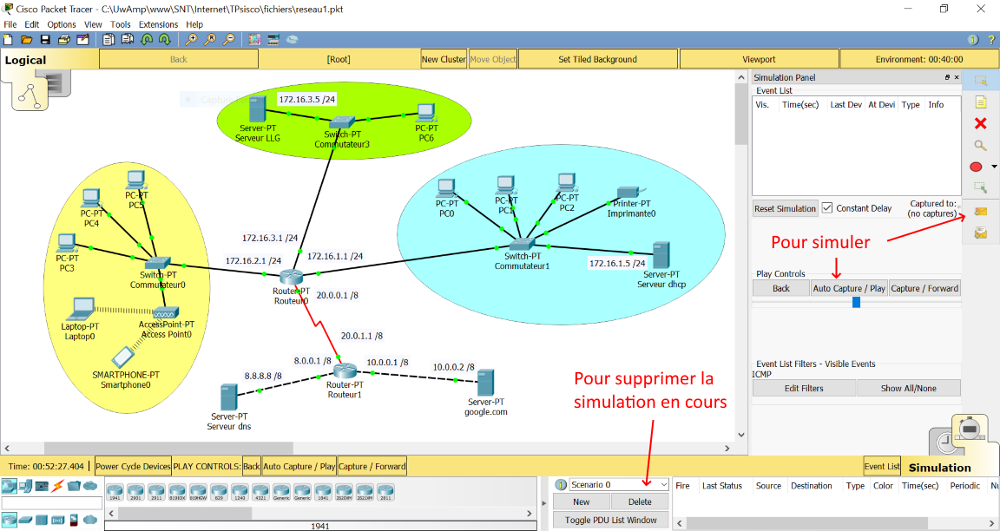 Cisco Packet Tracer - C:\UwAmp\www\SNT\Internet\TPsisco\fichiers\reseau1.pkt
File Edit Options View Tools Extensions Help
Logical
Back
[Root]
New Cluster
Move Object
Set Tiled Background
Viewport
Environment: 00:40:00
172.16.3.5 /24
Server-PT
Serveur LLG
Switch-PT
Commutateur3
PC-PT
PC6
PC-PT
PC5
PC-PT
PC4
PC-PT
PC3
Switch-PT
Commutateur0
Laptop-PT
Laptop0
AccessPoint-PT
Access Point0
SMARTPHONE-PT
Smartphone0
PC-PT
PC0
PC-PT
PC1
PC-PT
PC2
Printer-PT
Imprimante0
Switch-PT
Commutateur1
172.16.1.5 /24
Server-PT
Serveur dhcp
172.16.3.1 /24
172.16.2.1 /24
172.16.1.1 /24
Router-PT
Routeur0
20.0.0.1 /8
20.0.1.1 /8
8.0.0.1 /8
10.0.0.1 /8
8.8.8.8 /8
10.0.0.2 /8
Router-PT
Routeur1
Server-PT
Serveur dns
Server-PT
google.com
Pour supprimer la
simulation en cours
Simulation Panel
Event List
Vis. Time(sec) Last Dev At Devi Type Info
Reset Simulation
Constant Delay
Captured to:
(no captures)
Pour simuler
Play Controls
Back
Auto Capture / Play
Capture / Forward
Event List Filters - Visible Events
ICMP
Edit Filters
Show All/None
Time: 00:52:27.404
Power Cycle Devices
PLAY CONTROLS:
Back
Auto Capture / Play
Capture / Forward
Event List
Simulation
1941 2901 2911 819IOX 819HGW 829 1240 4321 Generic Generic 1841 2620XM 2621XM 2811
1941
Scenario 0
New
Delete
Toggle PDU List Window
Fire Last Status Source Destination Type Color Time(sec) Periodic